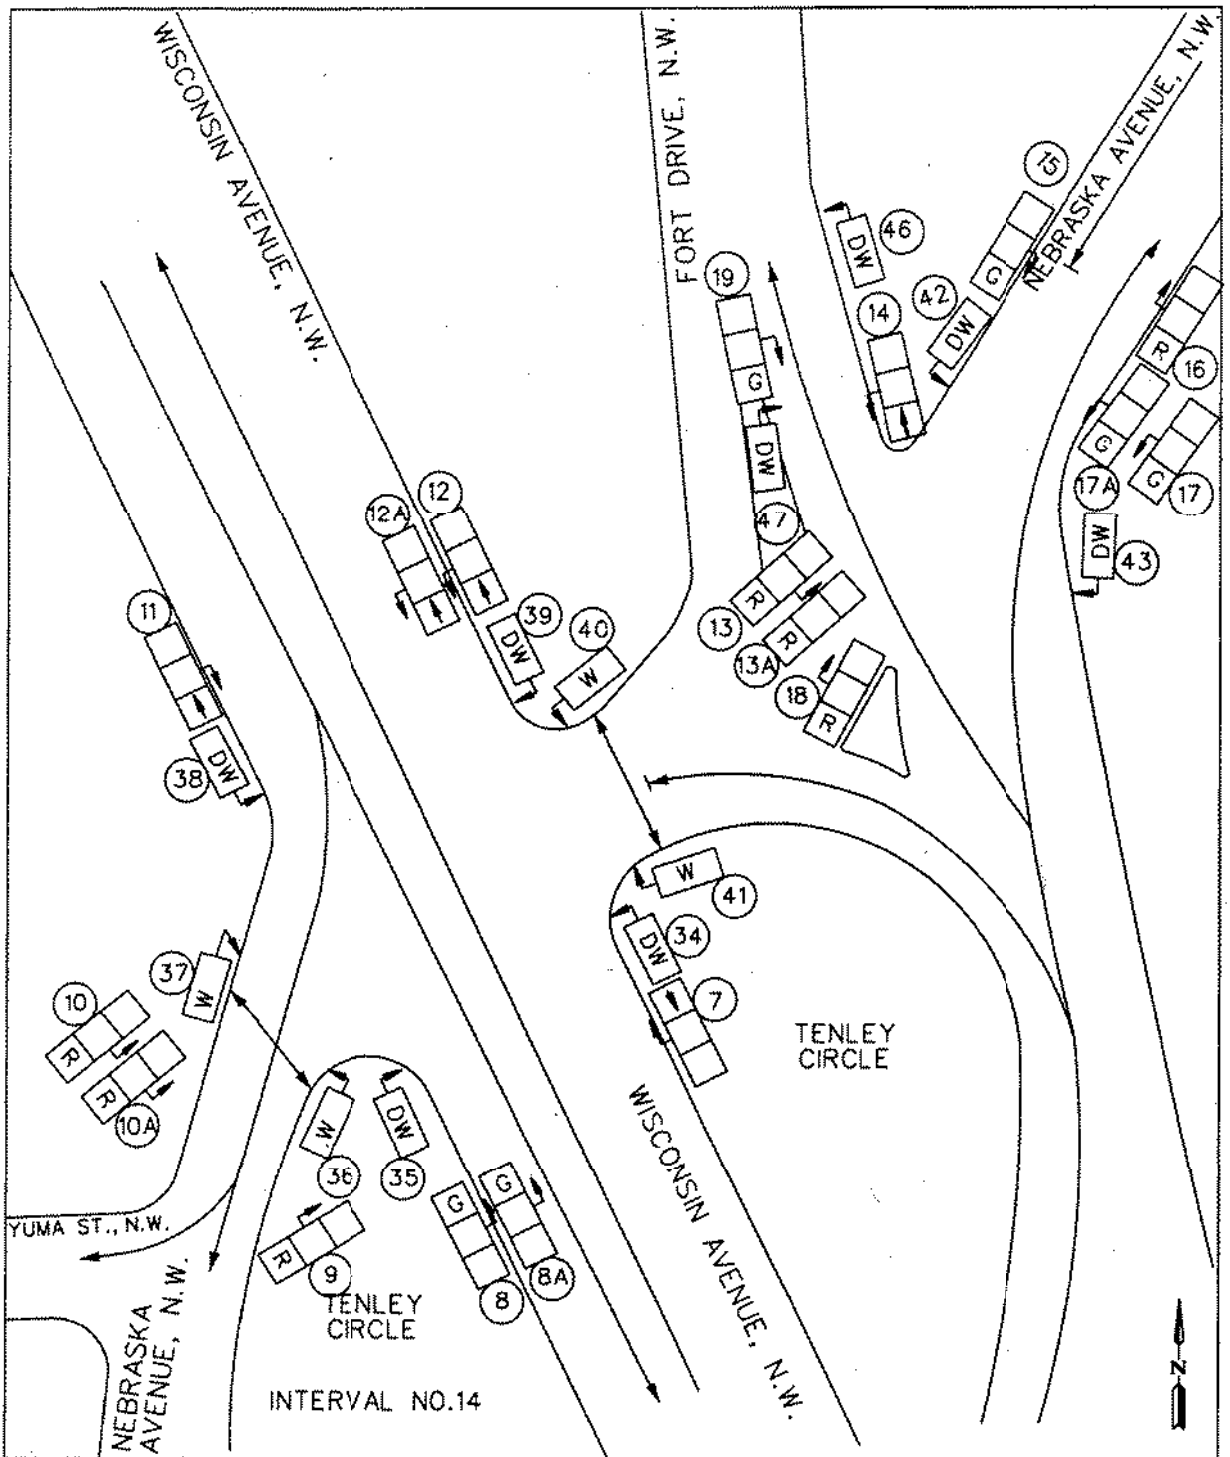 WISCONSIN AVENUE, N.W.
FORT DRIVE, N.W.
NEBRASKA AVENUE, N.W.
15
46
DW
G
42
DW
19
14
G
R
16
DW
G
17A
G
17
47
DW
43
12
12A
39
DW
40
W
13
R
13A
R
18
R
11
38
DW
W
41
34
DW
7
37
W
10
R
10A
R
TENLEY
CIRCLE
W
36
DW
35
G
G
8
8A
R
9
YUMA ST., N.W.
TENLEY
CIRCLE
WISCONSIN AVENUE, N.W.
NEBRASKA
AVENUE, N.W.
INTERVAL NO.14
N